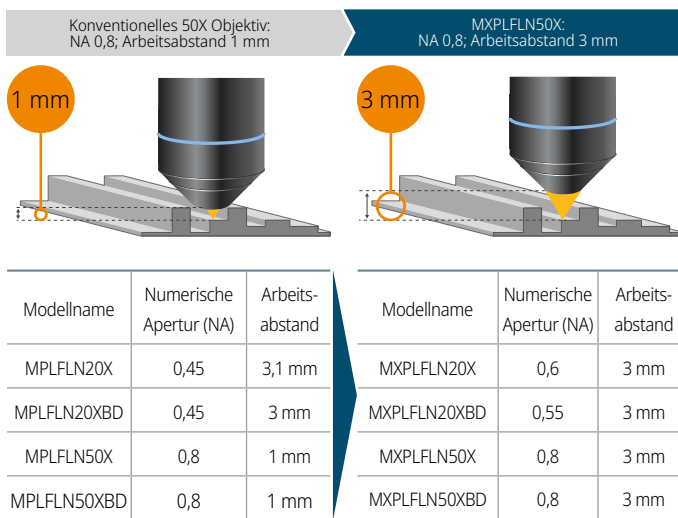 Konventionelles 50X Objektiv:
NA 0,8; Arbeitsabstand 1 mm
MXPLFLN50X:
NA 0,8; Arbeitsabstand 3 mm
1 mm
3 mm
Modellname
Numerische
Apertur (NA)
Arbeits-
abstand
MPLFLN20X 0,45 3,1 mm
MPLFLN20XBD 0,45 3 mm
MPLFLN50X 0,8 1 mm
MPLFLN50XBD 0,8 1 mm
Modellname
Numerische
Apertur (NA)
Arbeits-
abstand
MXPLFLN20X 0,6 3 mm
MXPLFLN20XBD 0,55 3 mm
MXPLFLN50X 0,8 3 mm
MXPLFLN50XBD 0,8 3 mm